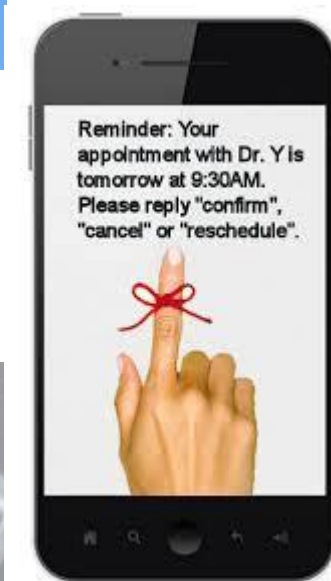 Reminder: Your
appointment with Dr. Y is
tomorrow at 9:30AM.
Please reply "confirm",
"cancel" or "reschedule".